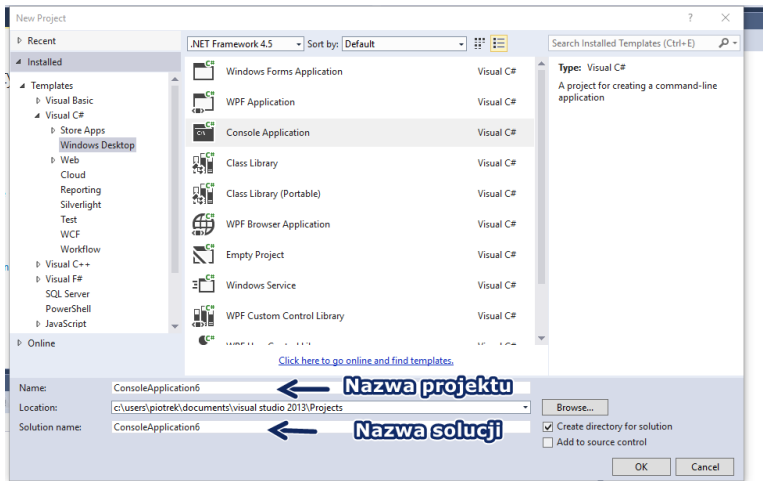 New Project
? ×
Recent
Installed
.NET Framework 4.5
Sort by: Default
Search Installed Templates (Ctrl+E)
Templates
Visual Basic
Visual C#
Store Apps
Windows Desktop
Web
Cloud
Reporting
Silverlight
Test
WCF
Workflow
Visual C++
Visual F#
SQL Server
PowerShell
JavaScript
Online
Windows Forms Application Visual C#
WPF Application Visual C#
Console Application Visual C#
Class Library Visual C#
Class Library (Portable) Visual C#
WPF Browser Application Visual C#
Empty Project Visual C#
Windows Service Visual C#
WPF Custom Control Library Visual C#
Click here to go online and find templates.
Type: Visual C#
A project for creating a command-line
application
Name: ConsoleApplication6 Nazwa projektu
Location: c:\users\piotrek\documents\visual studio 2013\Projects Browse...
Solution name: ConsoleApplication6 Nazwa solucji
Create directory for solution
Add to source control
OK Cancel